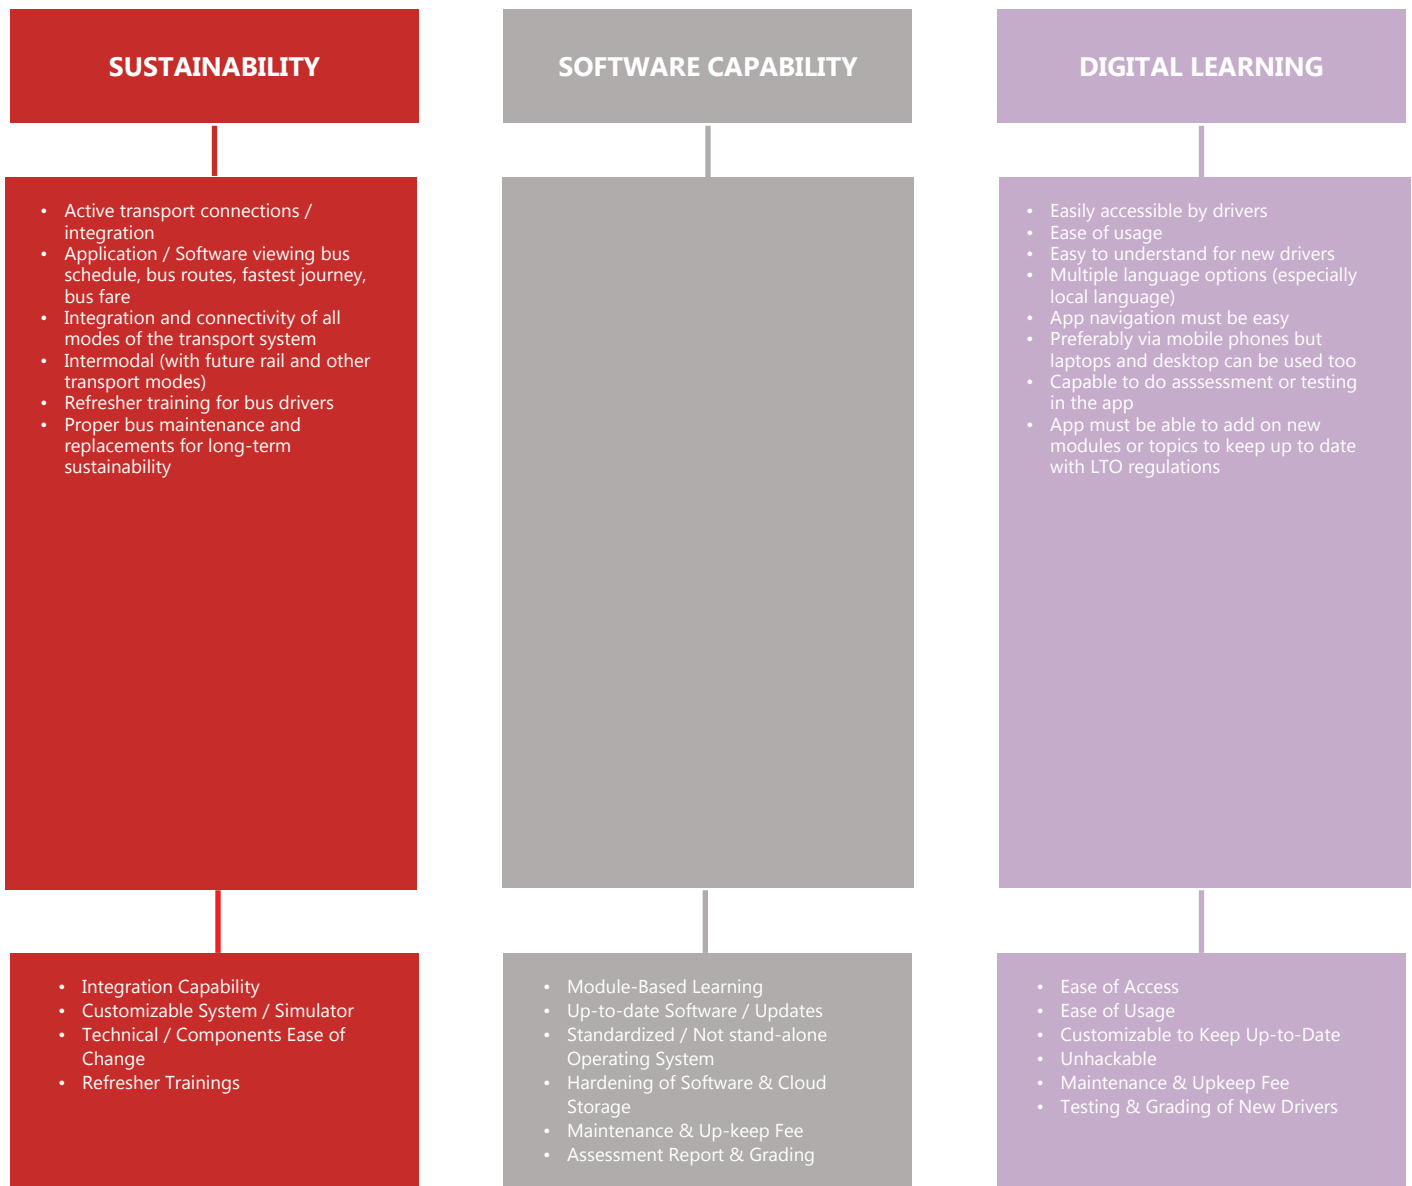 SUSTAINABILITY
• Active transport connections /
integration
• Application / Software viewing bus
schedule, bus routes, fastest journey,
bus fare
• Integration and connectivity of all
modes of the transport system
• Intermodal (with future rail and other
transport modes)
• Refresher training for bus drivers
• Proper bus maintenance and
replacements for long-term
sustainability
• Integration Capability
• Customizable System / Simulator
• Technical / Components Ease of
Change
• Refresher Trainings
SOFTWARE CAPABILITY
• Module-Based Learning
• Up-to-date Software / Updates
• Standardized / Not stand-alone
Operating System
• Hardening of Software & Cloud
Storage
• Maintenance & Up-keep Fee
• Assessment Report & Grading
DIGITAL LEARNING
• Easily accessible by drivers
• Ease of usage
• Easy to understand for new drivers
• Multiple language options (especially
local language)
• App navigation must be easy
• Preferably via mobile phones but
laptops and desktop can be used too
• Capable to do asssessment or testing
in the app
• App must be able to add on new
modules or topics to keep up to date
with LTO regulations
• Ease of Access
• Ease of Usage
• Customizable to Keep Up-to-Date
• Unhackable
• Maintenance & Upkeep Fee
• Testing & Grading of New Drivers